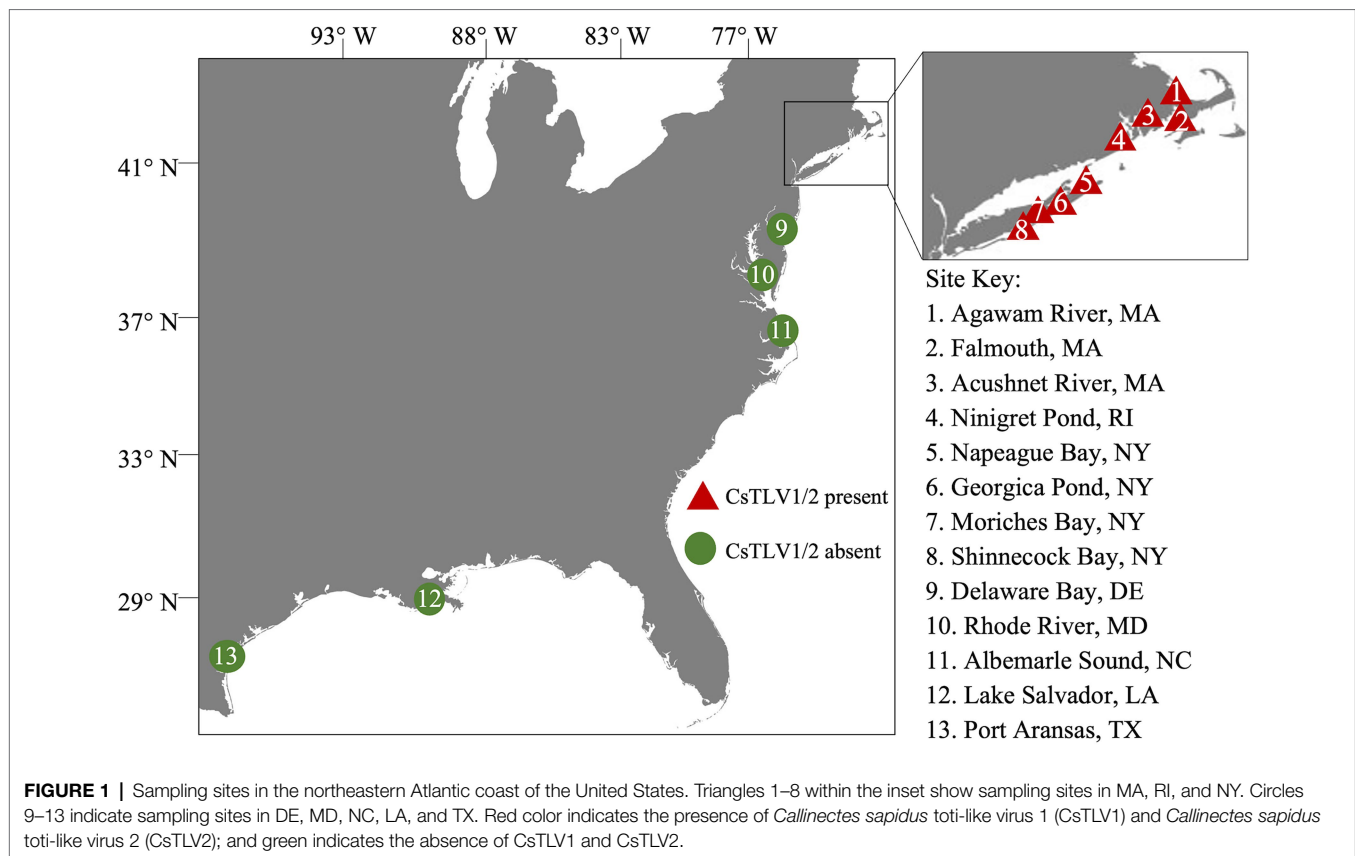 93° W 88° W 83° W 77° W
41° N
37° N
33° N
29° N
1
2
3
4
5
6
7
8
9
10
11
12
13
CsTLV1/2 present
CsTLV1/2 absent
Site Key:
1. Agawam River, MA
2. Falmouth, MA
3. Acushnet River, MA
4. Ninigret Pond, RI
5. Napeague Bay, NY
6. Georgica Pond, NY
7. Moriches Bay, NY
8. Shinnecock Bay, NY
9. Delaware Bay, DE
10. Rhode River, MD
11. Albemarle Sound, NC
12. Lake Salvador, LA
13. Port Aransas, TX
FIGURE 1 | Sampling sites in the northeastern Atlantic coast of the United States. Triangles 1–8 within the inset show sampling sites in MA, RI, and NY. Circles
9–13 indicate sampling sites in DE, MD, NC, LA, and TX. Red color indicates the presence of Callinectes sapidus toti-like virus 1 (CsTLV1) and Callinectes sapidus
toti-like virus 2 (CsTLV2); and green indicates the absence of CsTLV1 and CsTLV2.